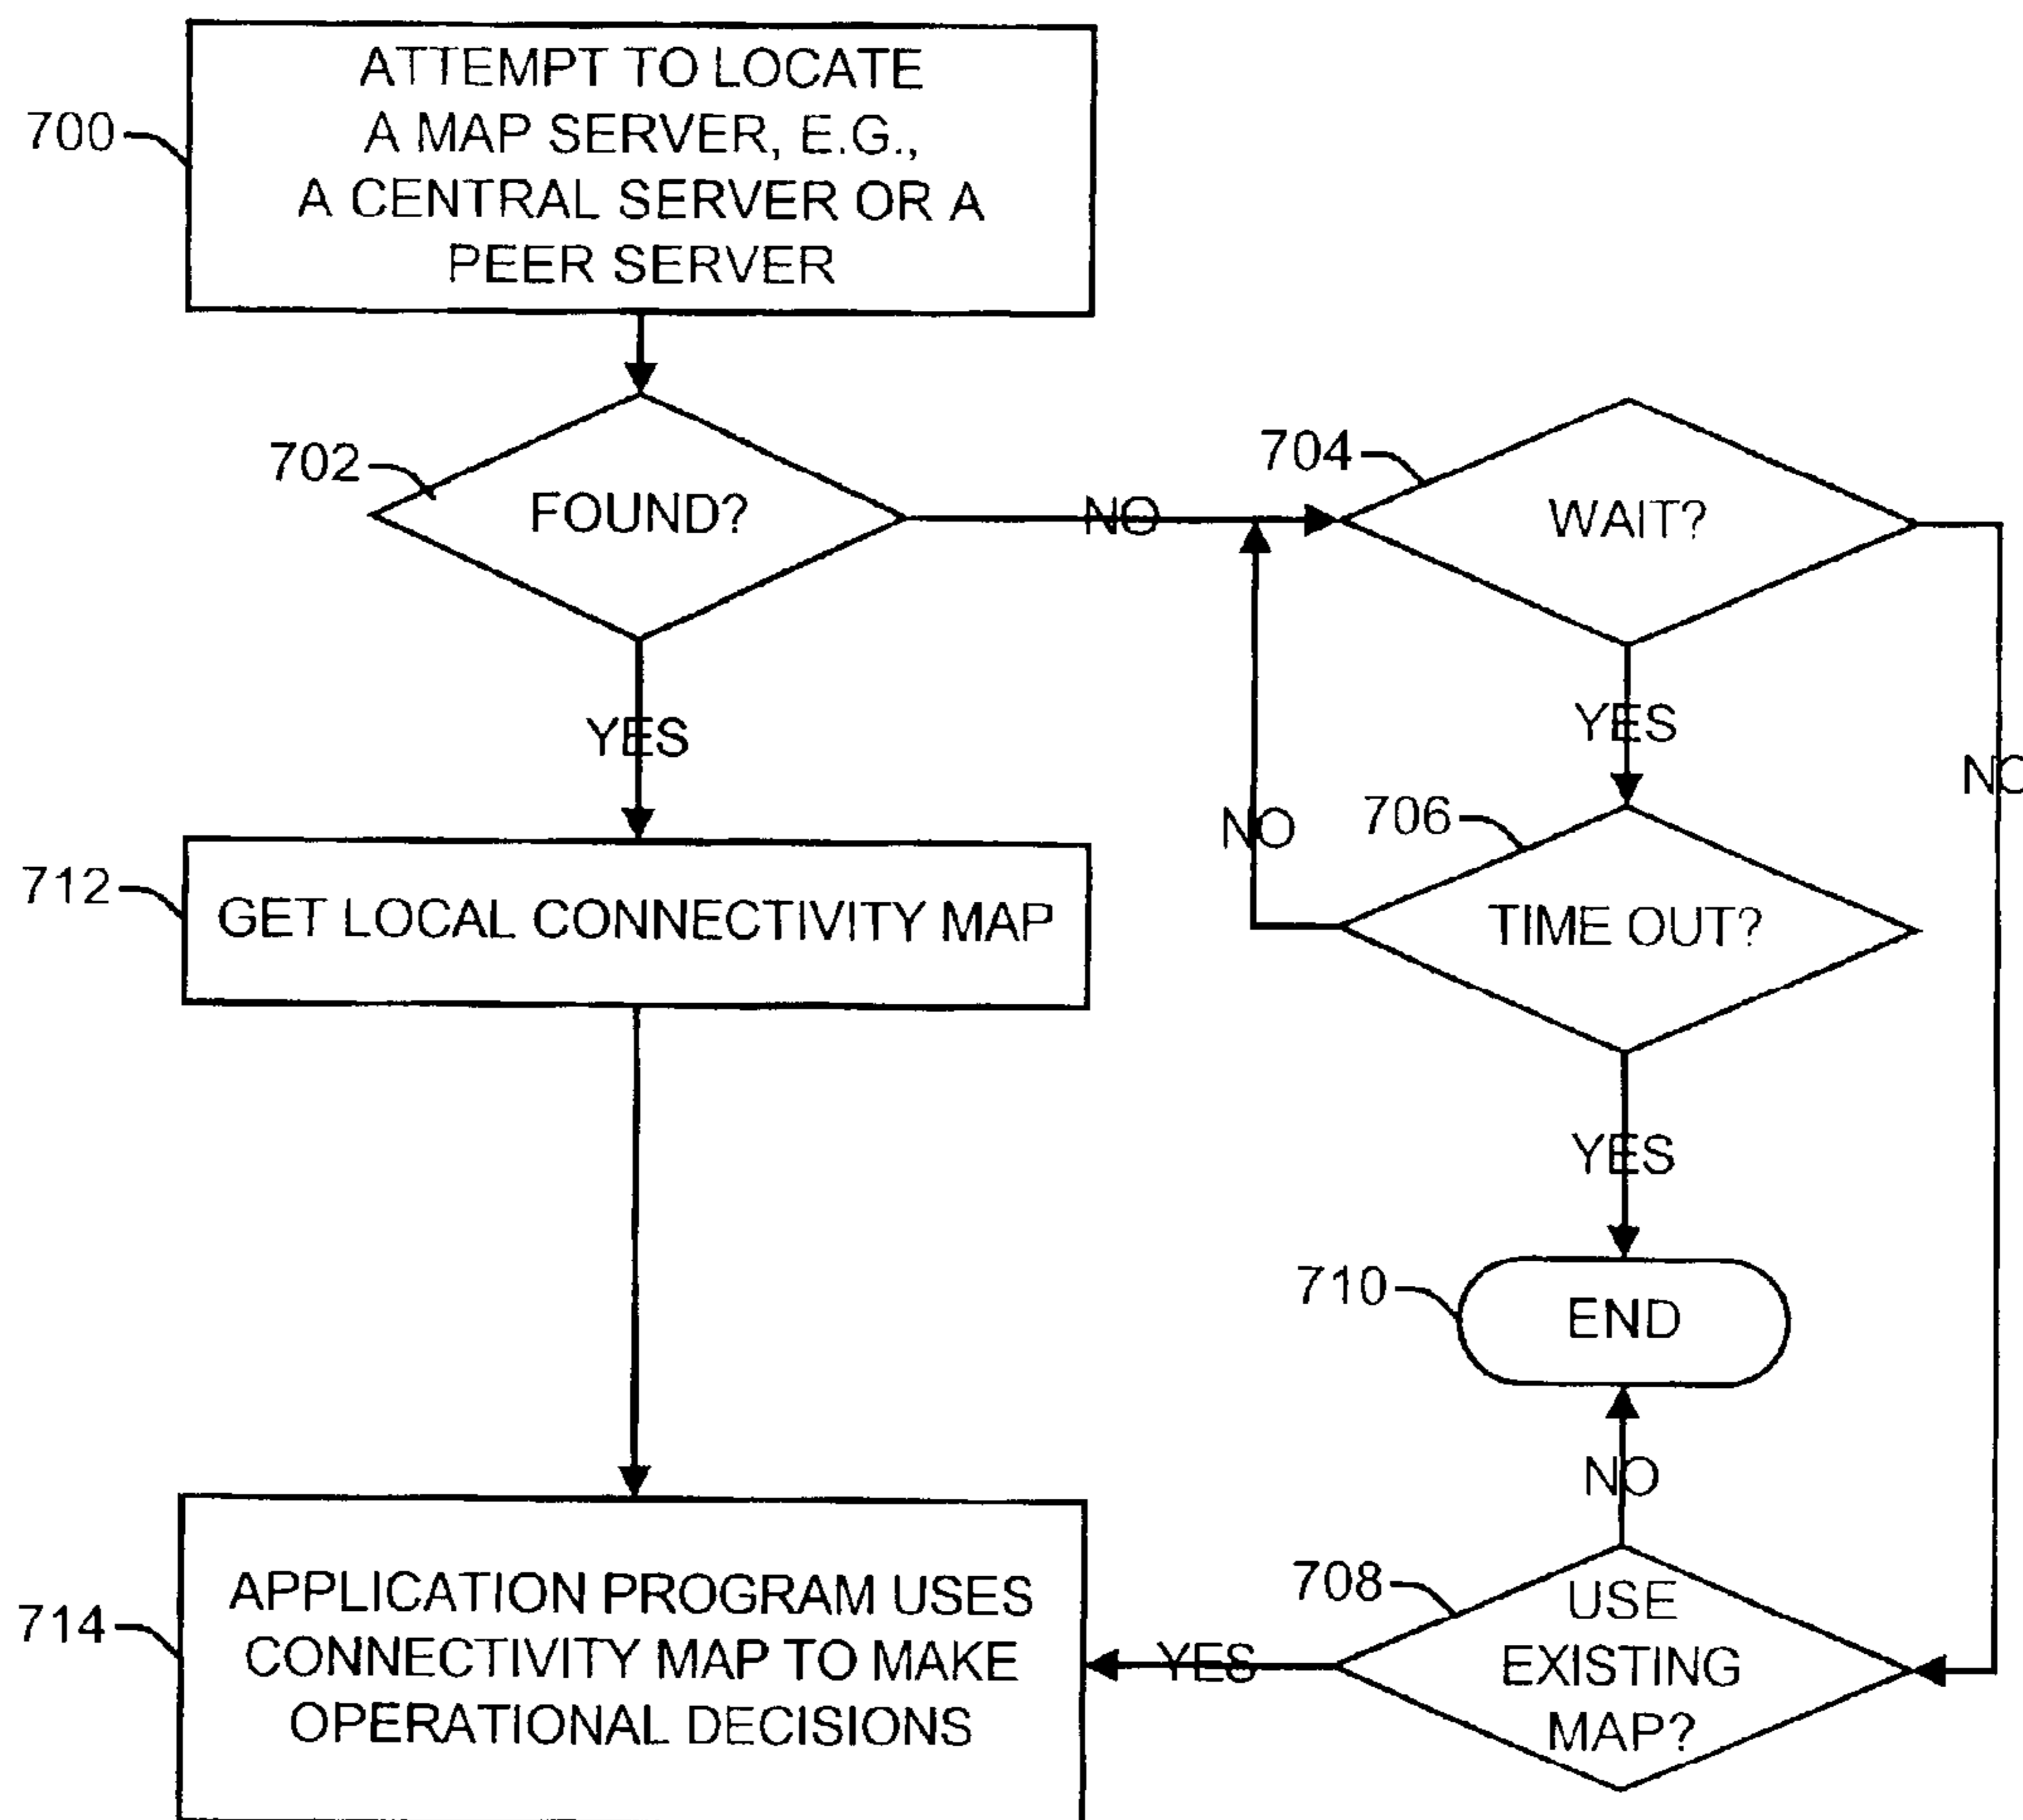 ATTEMPT TO LOCATE
A MAP SERVER, E.G.,
A CENTRAL SERVER OR A
PEER SERVER
700
702
FOUND?
NO
704
WAIT?
YES
YES
NO
NO
706
TIME OUT?
712
GET LOCAL CONNECTIVITY MAP
YES
710
END
NO
708
USE
EXISTING
MAP?
YES
714
APPLICATION PROGRAM USES
CONNECTIVITY MAP TO MAKE
OPERATIONAL DECISIONS